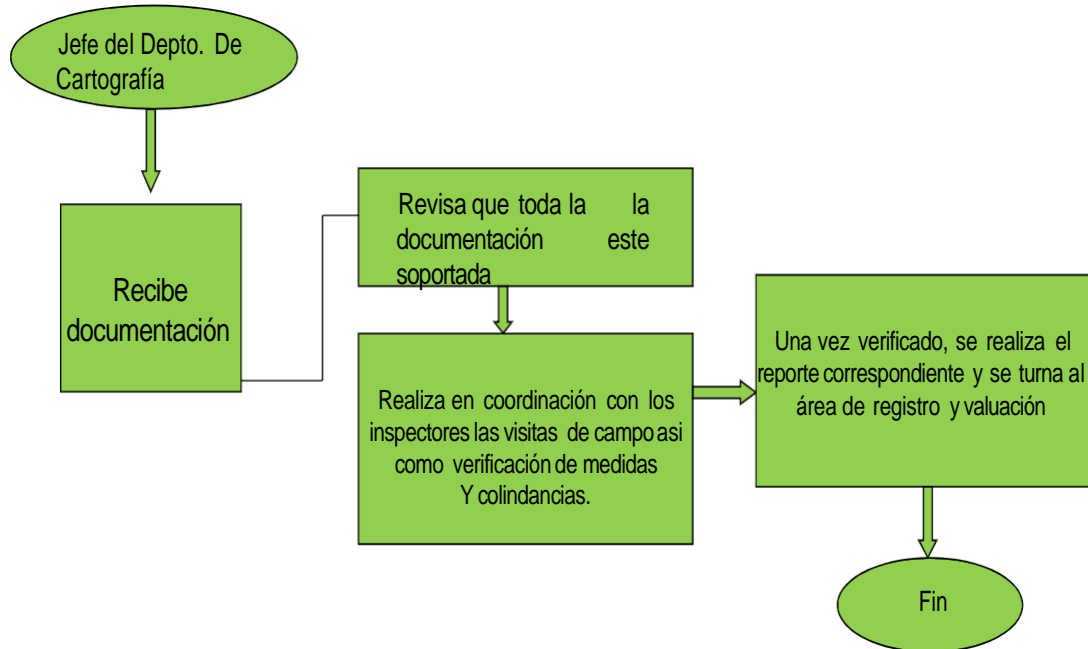 Jefe del Depto. De
Cartografía
Recibe
documentación
Revisa que toda la la
documentación este
soportada
Realiza en coordinación con los
inspectores las visitas de campo asi
como verificación de medidas
Y colindancias.
Una vez verificado, se realiza el
reporte correspondiente y se turna al
área de registro y valuación
Fin